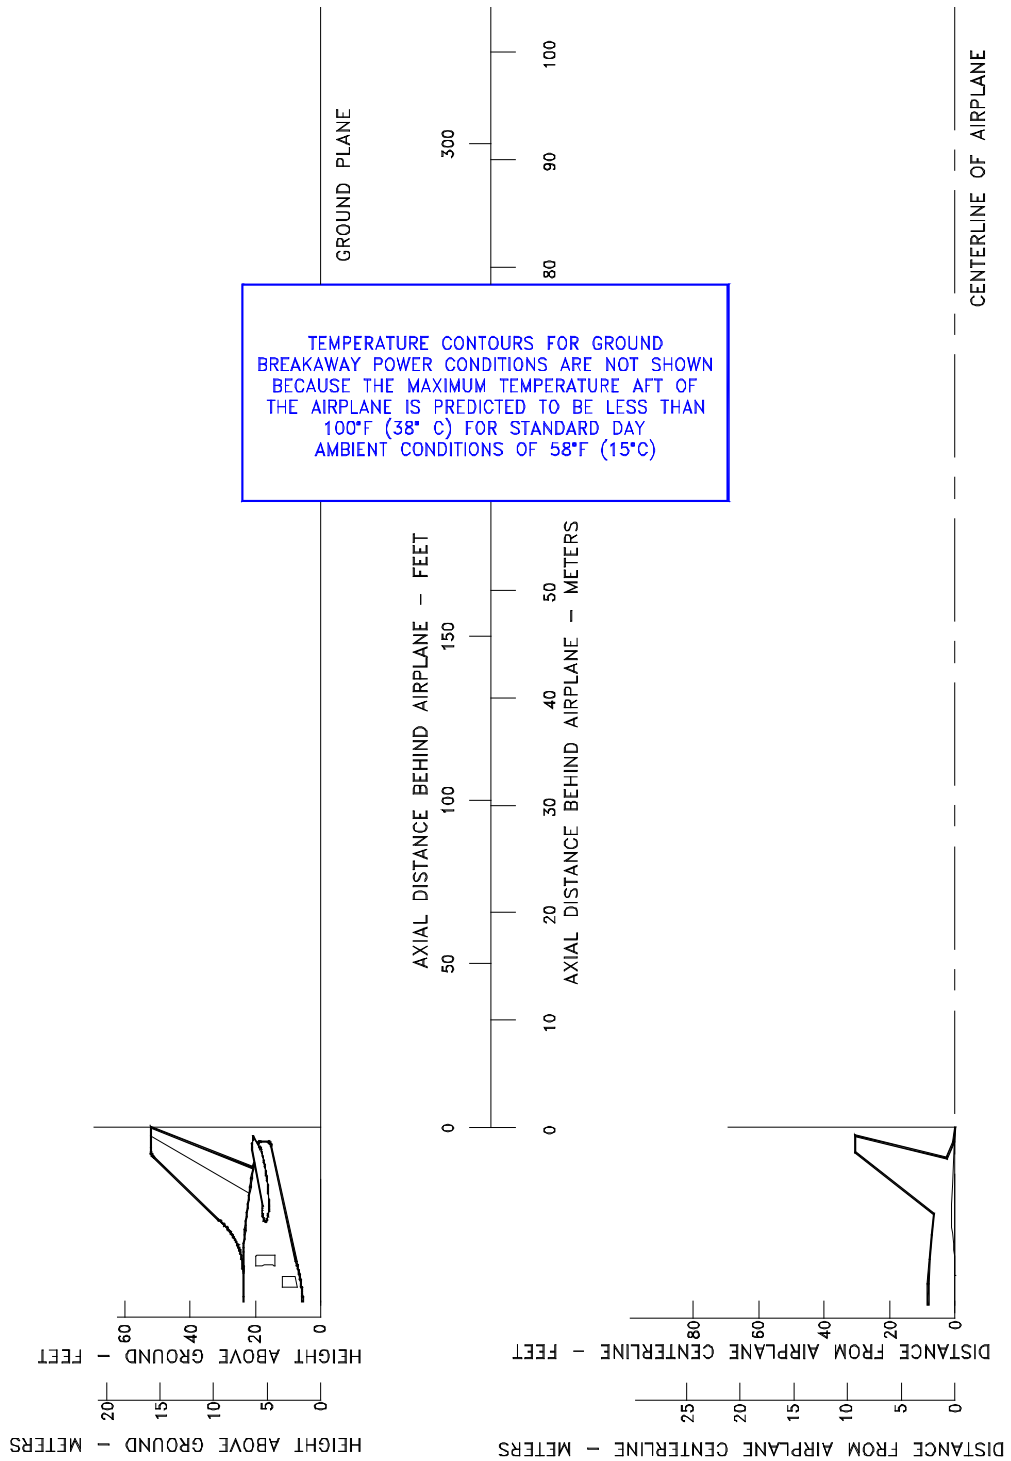 100
300
90
GROUND PLANE
80
CENTERLINE OF AIRPLANE
TEMPERATURE CONTOURS FOR GROUND
BREAKAWAY POWER CONDITIONS ARE NOT SHOWN
BECAUSE THE MAXIMUM TEMPERATURE AFT OF
THE AIRPLANE IS PREDICTED TO BE LESS THAN
100°F (38° C) FOR STANDARD DAY
AMBIENT CONDITIONS OF 58°F (15°C)
AXIAL DISTANCE BEHIND AIRPLANE - FEET
0
50
100
150
AXIAL DISTANCE BEHIND AIRPLANE - METERS
0
10
20
30
40
50
60
40
20
0
HEIGHT ABOVE GROUND - FEET
20
15
10
5
0
HEIGHT ABOVE GROUND - METERS
80
60
40
20
0
DISTANCE FROM AIRPLANE CENTERLINE - FEET
25
20
15
10
5
0
DISTANCE FROM AIRPLANE CENTERLINE - METERS